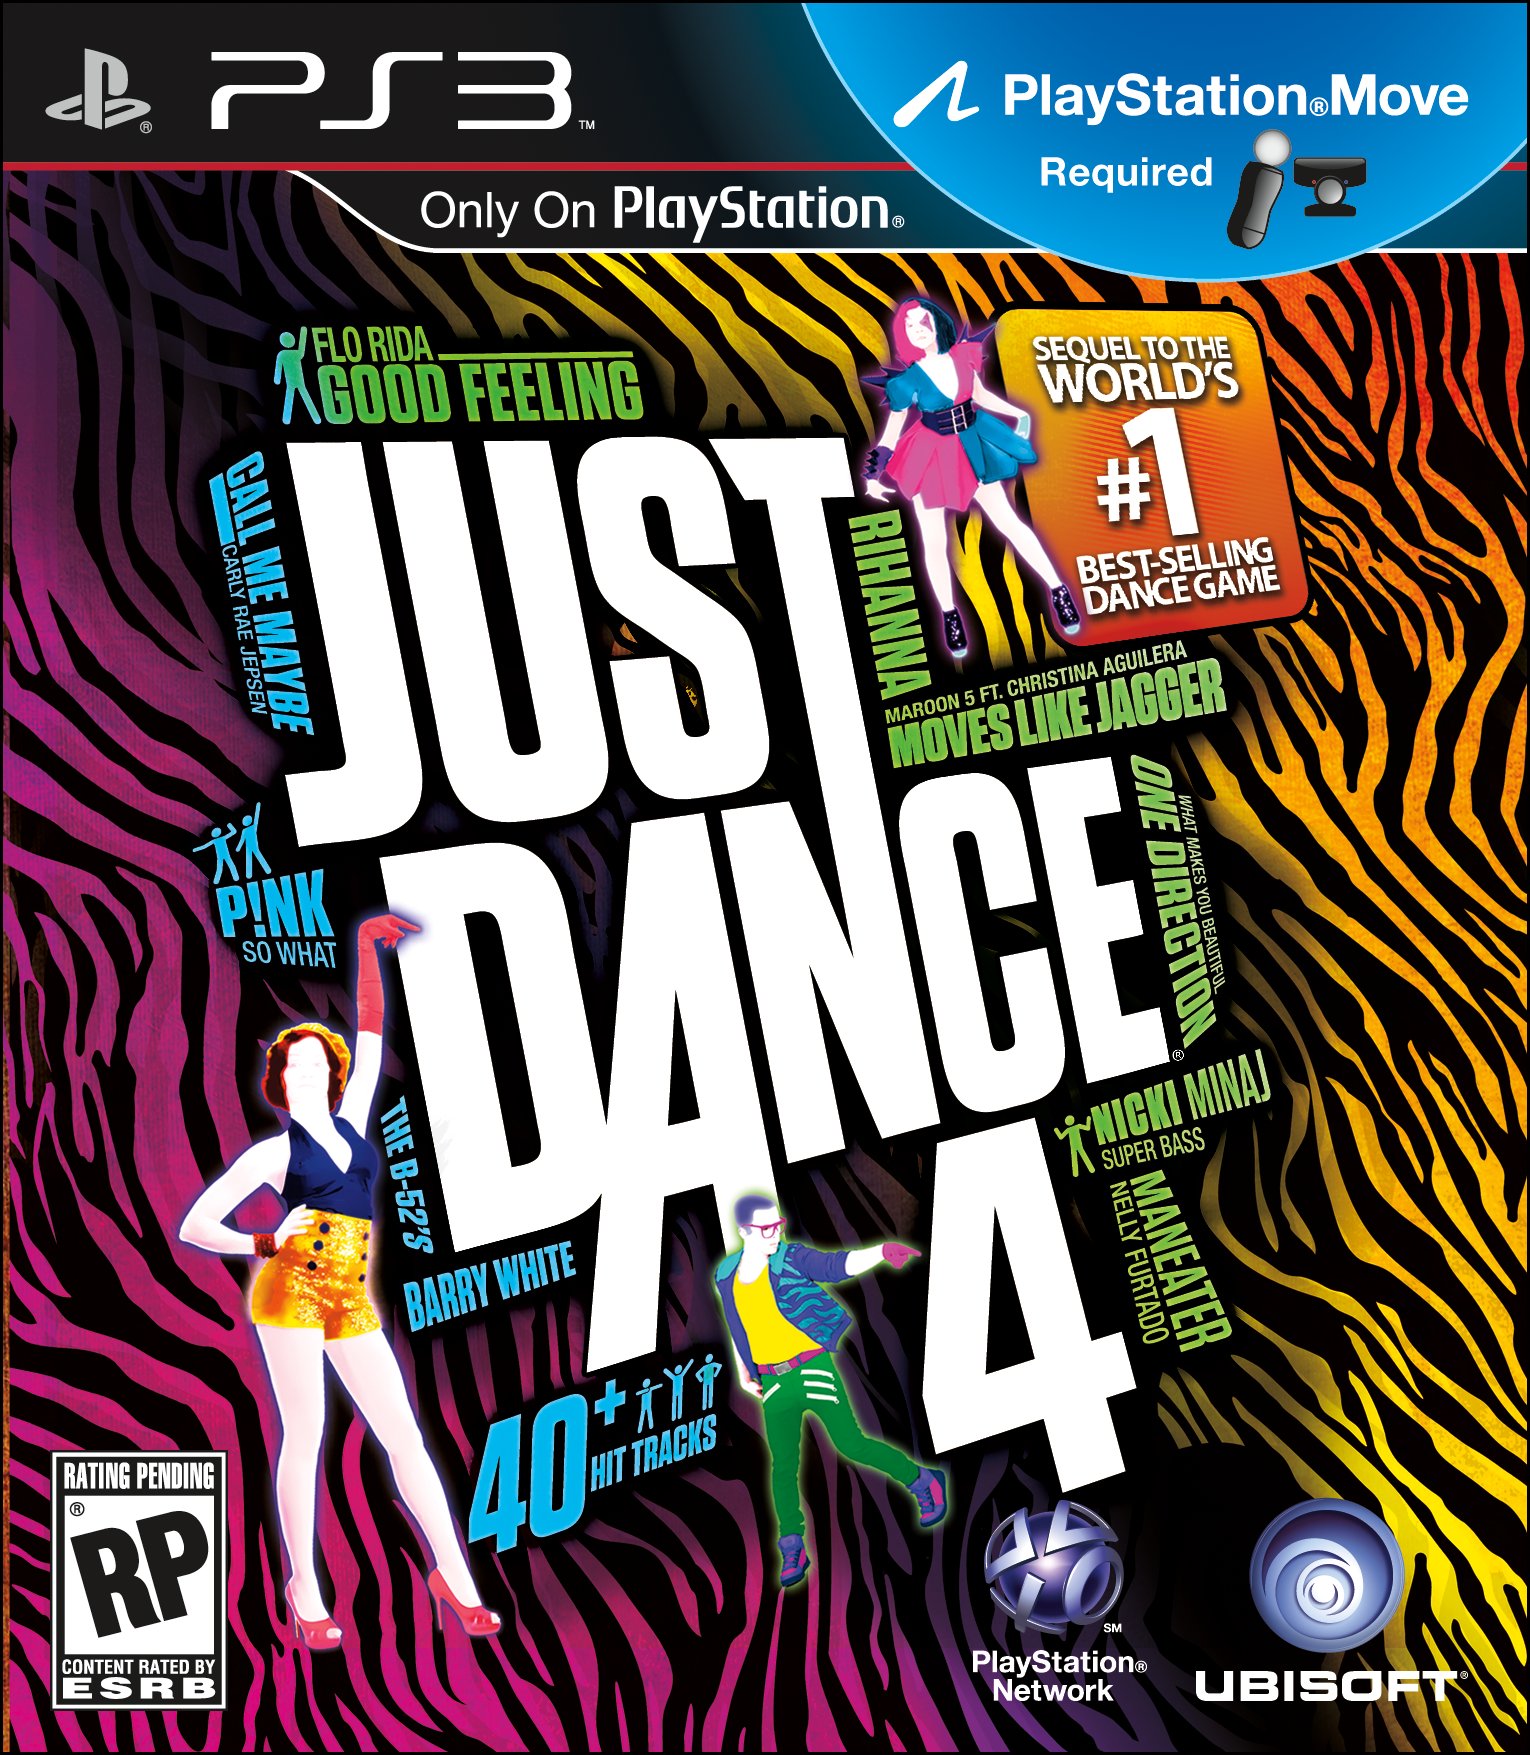 PS3™
PlayStation®Move
Required
Only On PlayStation®
FLO RIDA
GOOD FEELING
SEQUEL TO THE
WORLD'S
#1
BEST-SELLING
DANCE GAME
CALL ME MAYBE
CARLY RAE JEPSEN
JUST
DANCE®
4
RIHANNA
MAROON 5 FT. CHRISTINA AGUILERA
MOVES LIKE JAGGER
WHAT MAKES YOU BEAUTIFUL
ONE DIRECTION
P!NK
SO WHAT
THE B-52'S
BARRY WHITE
NICKI MINAJ
SUPER BASS
MANEATER
NELLY FURTADO
40+
HIT TRACKS
RATING PENDING
®
RP
CONTENT RATED BY
ESRB
SM
PlayStation®
Network
UBISOFT®